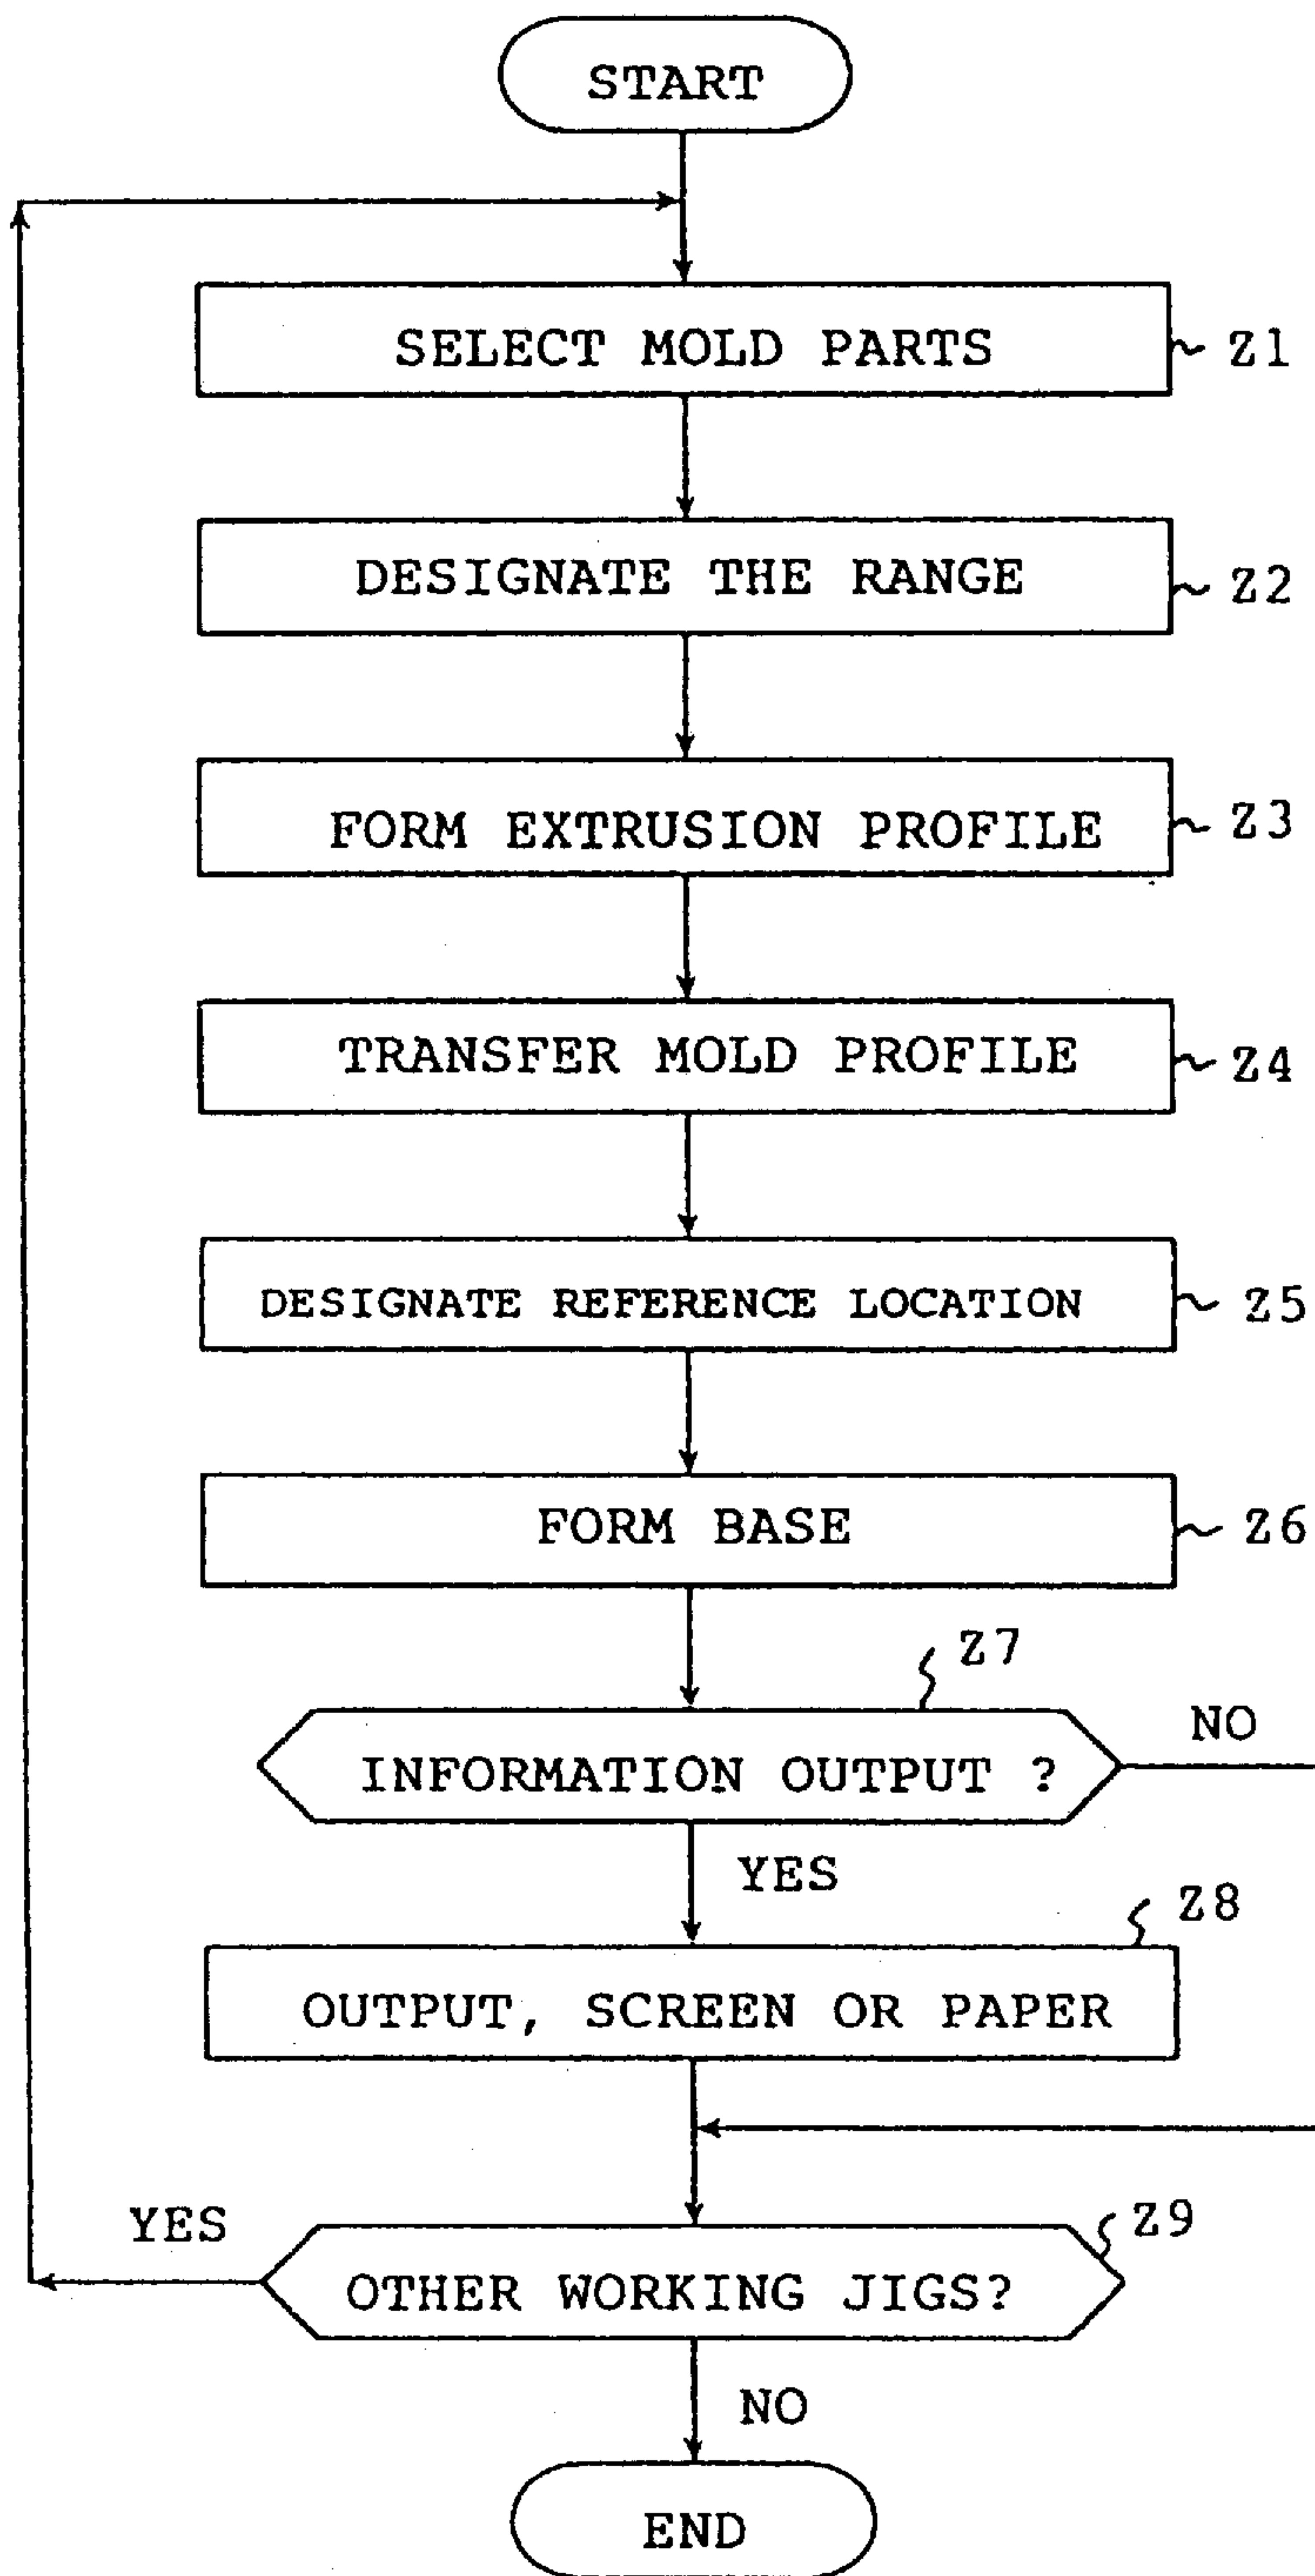 START
SELECT MOLD PARTS
Z1
DESIGNATE THE RANGE
Z2
FORM EXTRUSION PROFILE
Z3
TRANSFER MOLD PROFILE
Z4
DESIGNATE REFERENCE LOCATION
Z5
FORM BASE
Z6
Z7
INFORMATION OUTPUT ?
NO
YES
Z8
OUTPUT, SCREEN OR PAPER
YES
Z9
OTHER WORKING JIGS?
NO
END